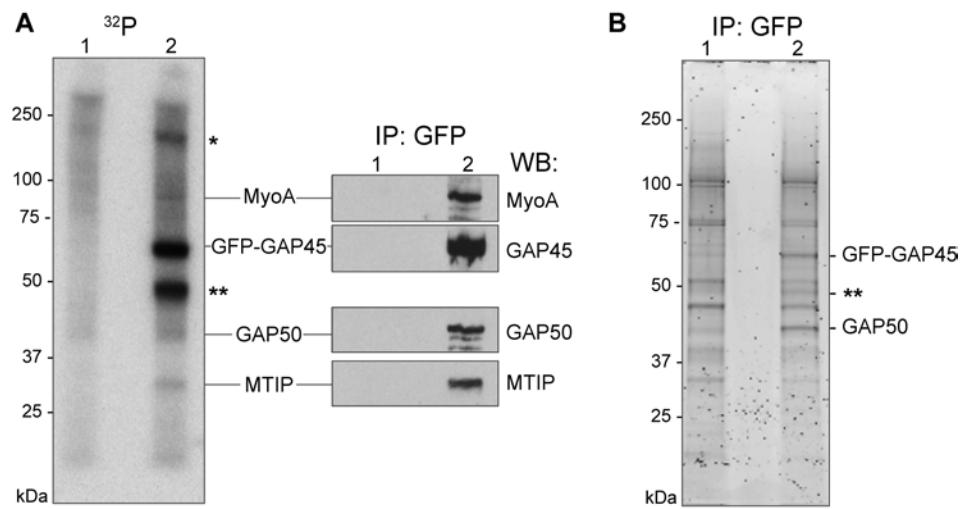 A
32P
1 2
250 -
100 -
75 -
50 -
37 -
25 -
kDa
*
**
MyoA
GFP-GAP45
GAP50
MTIP
IP: GFP
1 2
WB:
MyoA
GAP45
GAP50
MTIP
B
IP: GFP
1 2
250 -
100 -
75 -
50 -
37 -
25 -
kDa
GFP-GAP45
**
GAP50